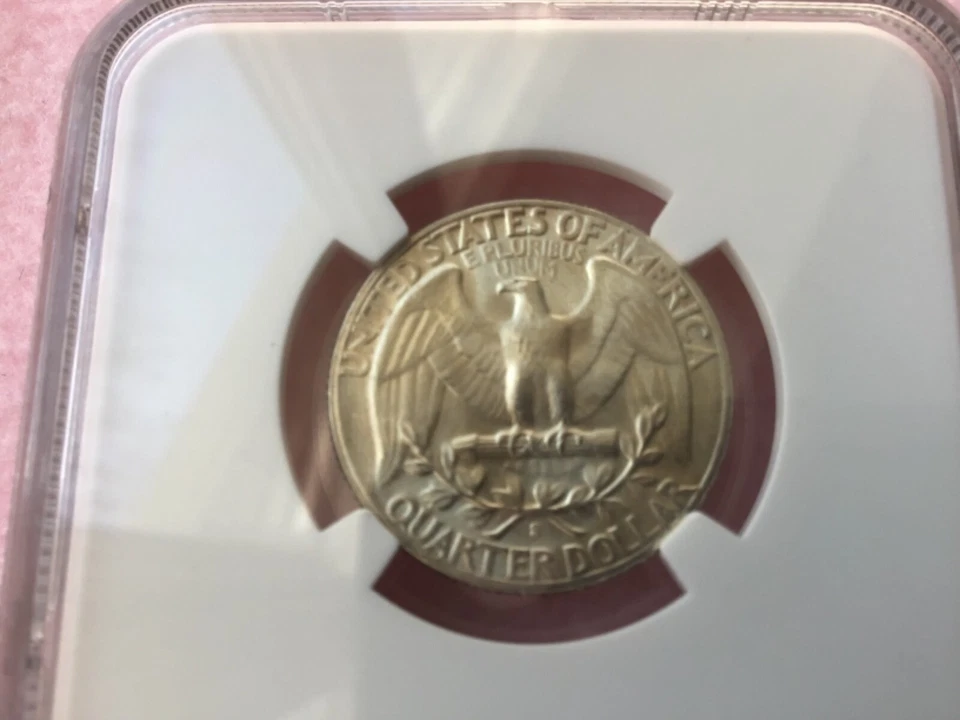 UNITED STATES OF AMERICA
E PLURIBUS
UNUM
QUARTER DOLLAR